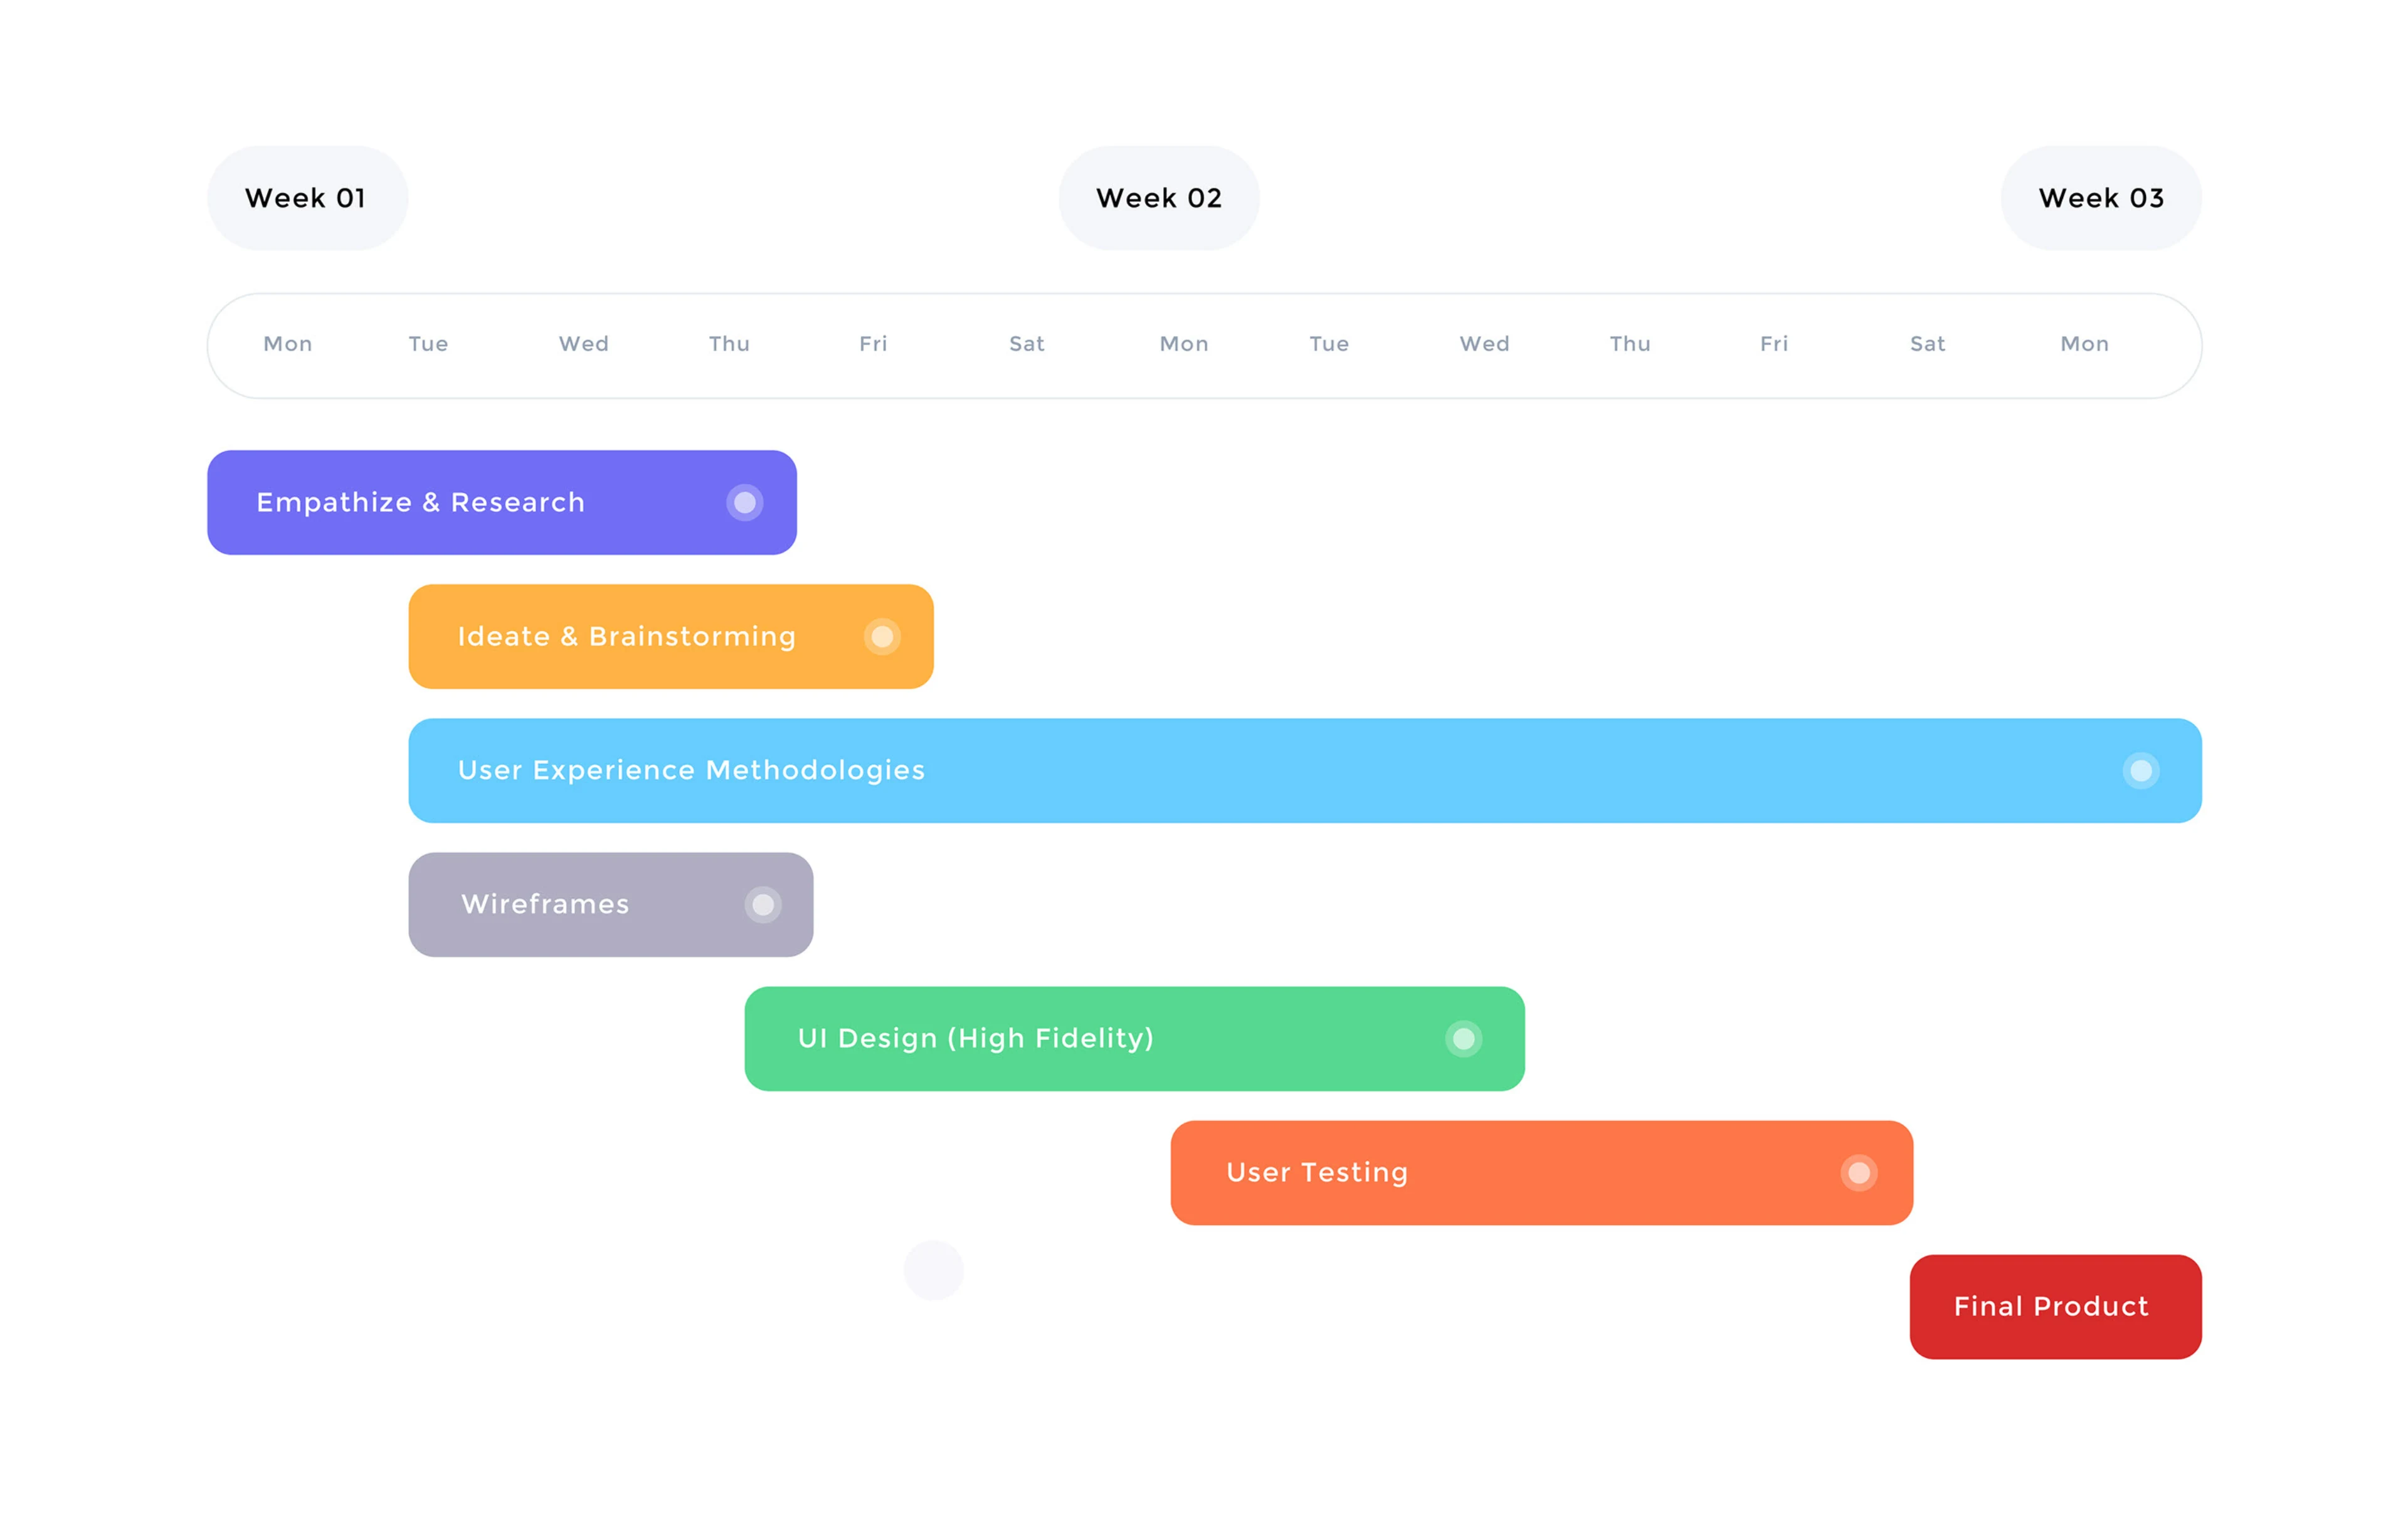 Week 01 Week 02 Week 03
Mon Tue Wed Thu Fri Sat Mon Tue Wed Thu Fri Sat Mon
Empathize & Research
Ideate & Brainstorming
User Experience Methodologies
Wireframes
UI Design (High Fidelity)
User Testing
Final Product